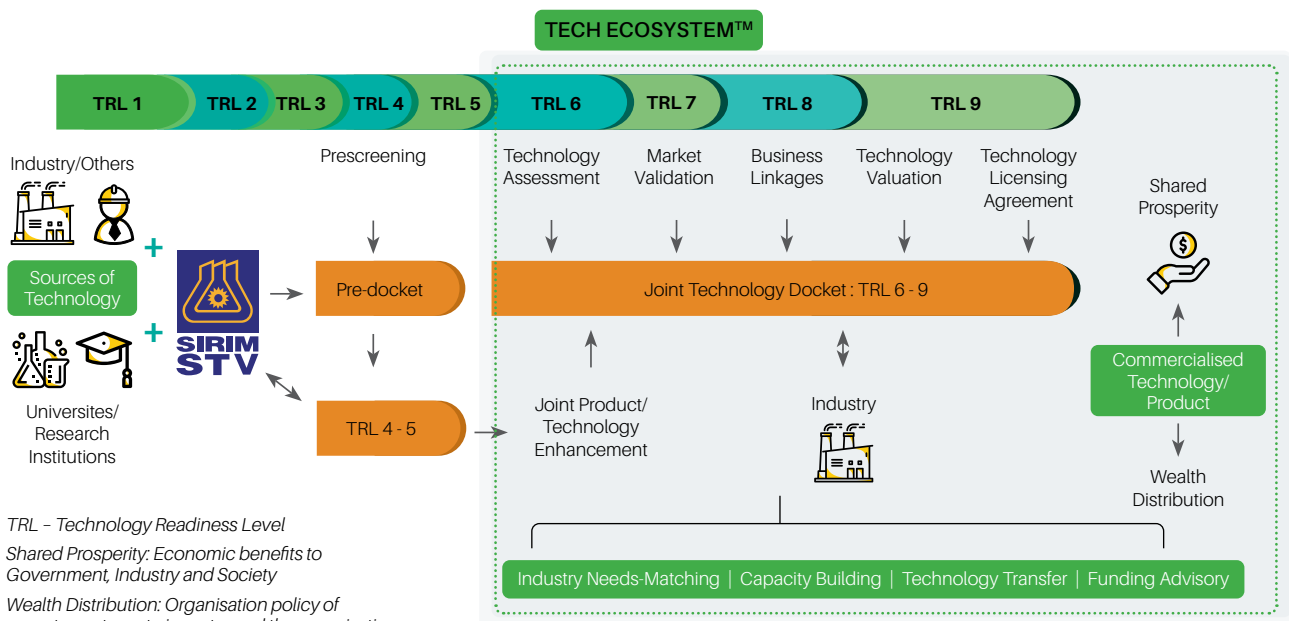 TECH ECOSYSTEM™
TRL 1
TRL 2
TRL 3
TRL 4
TRL 5
TRL 6
TRL 7
TRL 8
TRL 9
Industry/Others
Prescreening
Technology
Assessment
Market
Validation
Business
Linkages
Technology
Valuation
Technology
Licensing
Agreement
Shared
Prosperity
+
Sources of
Technology
+
SIRIM
STV
Pre-docket
Joint Technology Docket : TRL 6 - 9
$
Commercialised
Technology/
Product
Universites/
Research
Institutions
TRL 4 - 5
Joint Product/
Technology
Enhancement
Industry
Wealth
Distribution
TRL – Technology Readiness Level
Shared Prosperity: Economic benefits to
Government, Industry and Society
Wealth Distribution: Organisation policy of
Industry Needs-Matching | Capacity Building | Technology Transfer | Funding Advisory